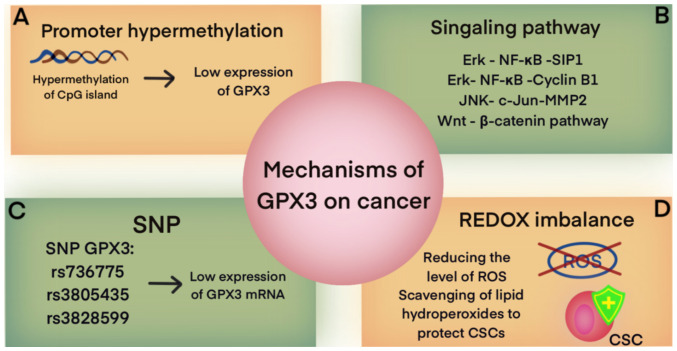 A
Promoter hypermethylation
Hypermethylation
of CpG island
Low expression
of GPX3
B
Singaling pathway
Erk - NF-κB -SIP1
Erk- NF-κB -Cyclin B1
JNK- c-Jun-MMP2
Wnt - β-catenin pathway
Mechanisms of
GPX3 on cancer
C
SNP
SNP GPX3:
rs736775
rs3805435
rs3828599
Low expression
of GPX3 mRNA
D
REDOX imbalance
Reducing the
level of ROS
Scavenging of lipid
hydroperoxides to
protect CSCs
ROS
CSC